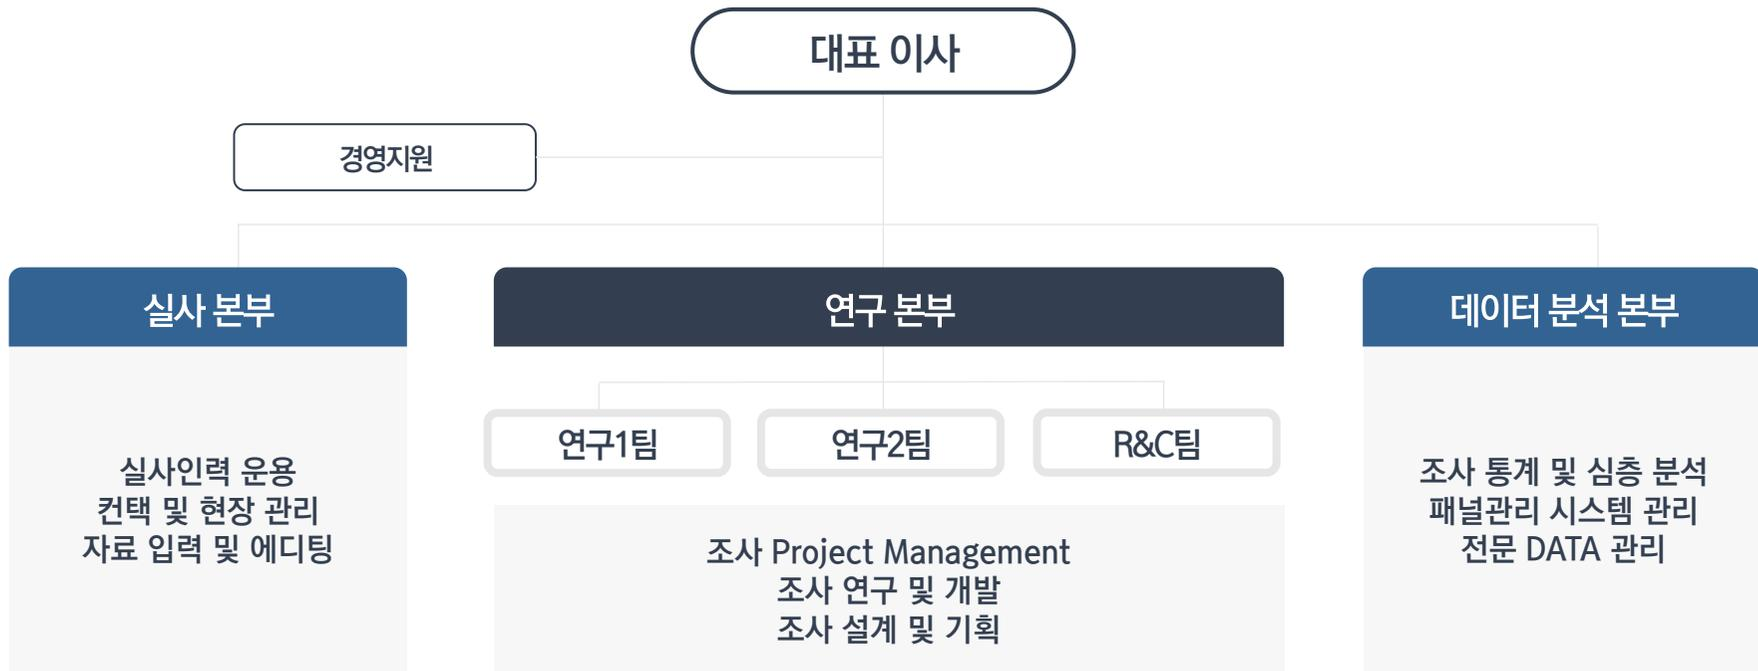 대표 이사
경영지원
실사 본부
연구 본부
데이터 분석 본부
연구1팀
연구2팀
R&C팀
실사인력 운용
컨택 및 현장 관리
자료 입력 및 에디팅
조사 Project Management
조사 연구 및 개발
조사 설계 및 기획
조사 통계 및 심층 분석
패널관리 시스템 관리
전문 DATA 관리